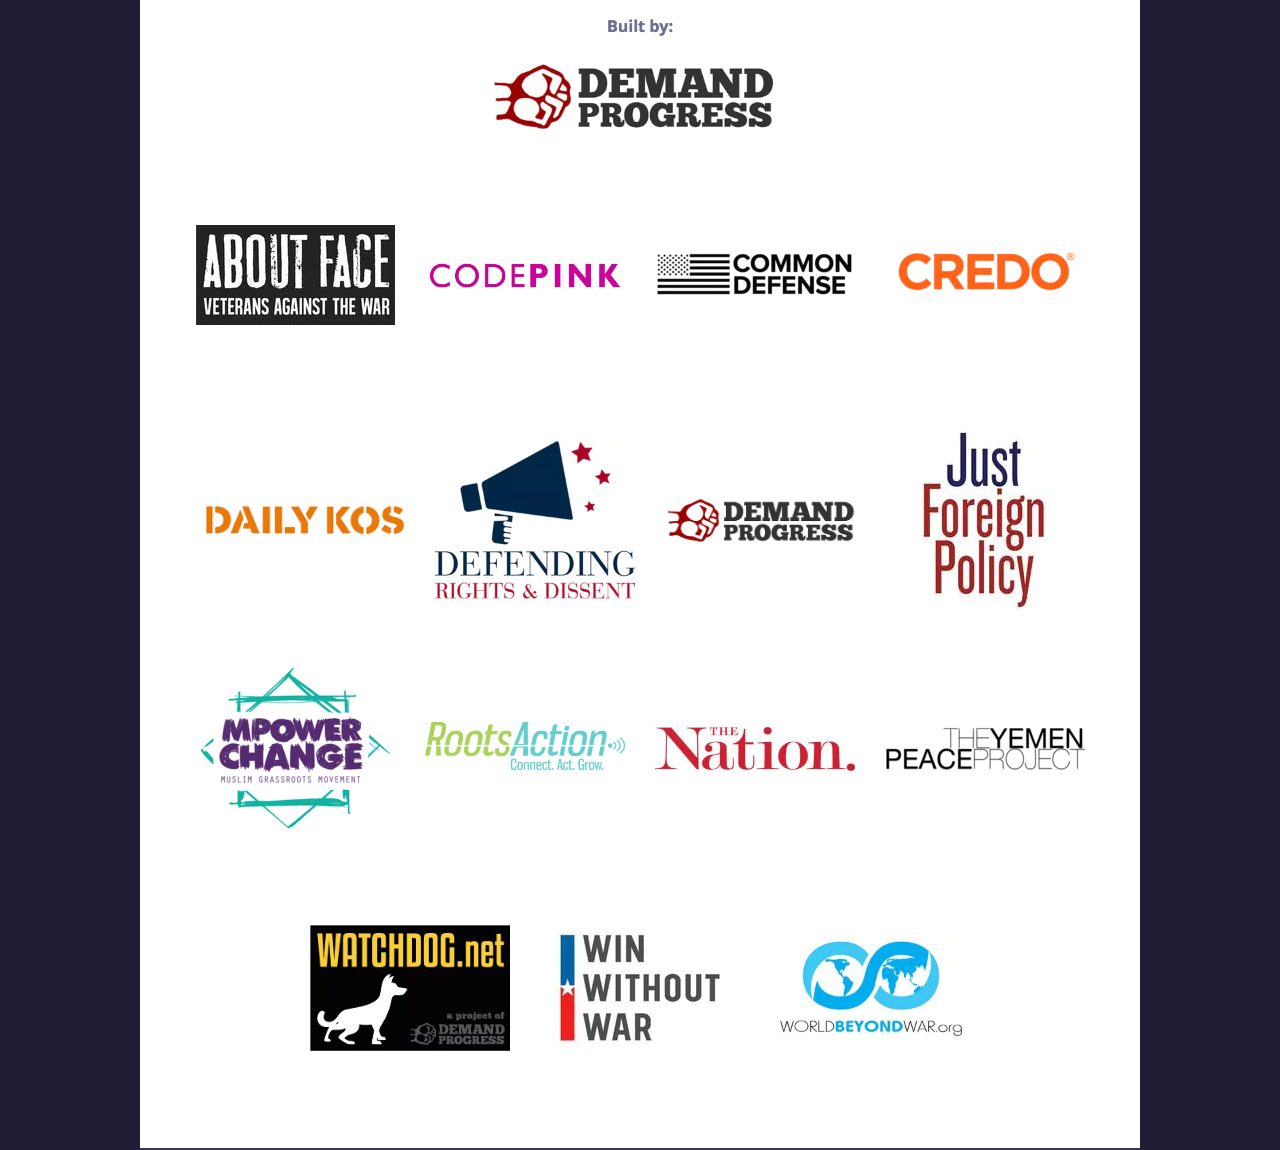 Built by:
DEMAND
PROGRESS
ABOUT FACE
VETERANS AGAINST THE WAR
CODEPINK
COMMON
DEFENSE
CREDO®
DAILY KOS
DEFENDING
RIGHTS & DISSENT
DEMAND
PROGRESS
Just
Foreign
Policy
MPOWER
CHANGE
MUSLIM GRASSROOTS MOVEMENT
RootsAction
Connect. Act. Grow.
THE
Nation.
THEYEMEN
PEACEPROJECT
WATCHDOG.net
a project of
DEMAND
PROGRESS
WIN
WITHOUT
WAR
WORLDBEYONDWAR.org